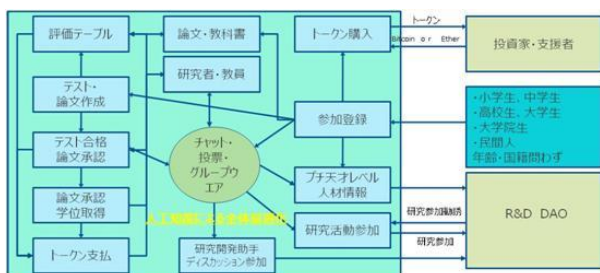 評価テーブル
論文・教科書
トークン購入
トークン
Bitcoin or Ether
投資家・支援者
テスト・
論文作成
研究者・教員
参加登録
・小学生、中学生
・高校生、大学生
・大学院生
・民間人
年齢・国籍問わず
テスト合格
論文承認
チャット・
投票・
グループウ
エア
プチ天才レベル
人材情報
論文承認
学位取得
研究活動参加
研究参加
R&D DAO
研究参加
トークン支払
研究開発助手
ディスカッション参加